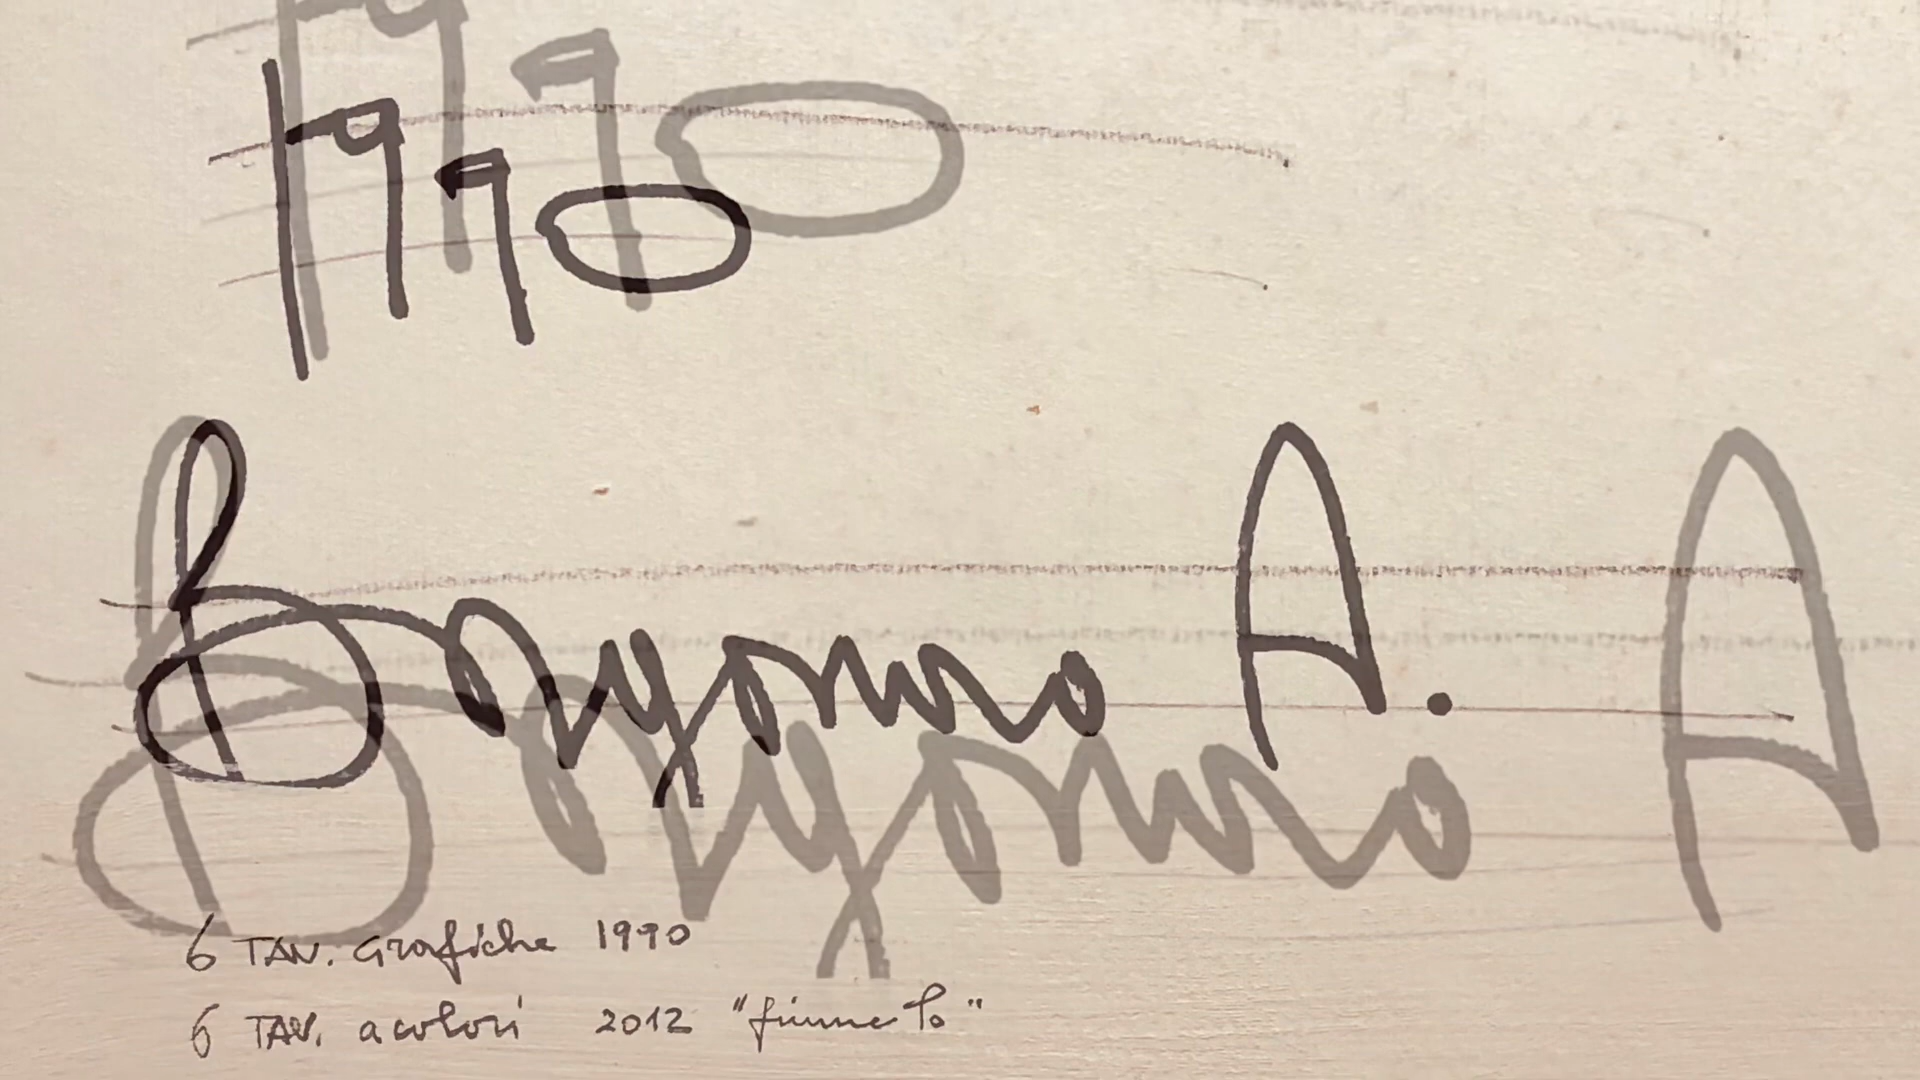 1990
A.
6 TAV. Grafiche 1990
6 TAV. a colori 2012 "fiume Po"